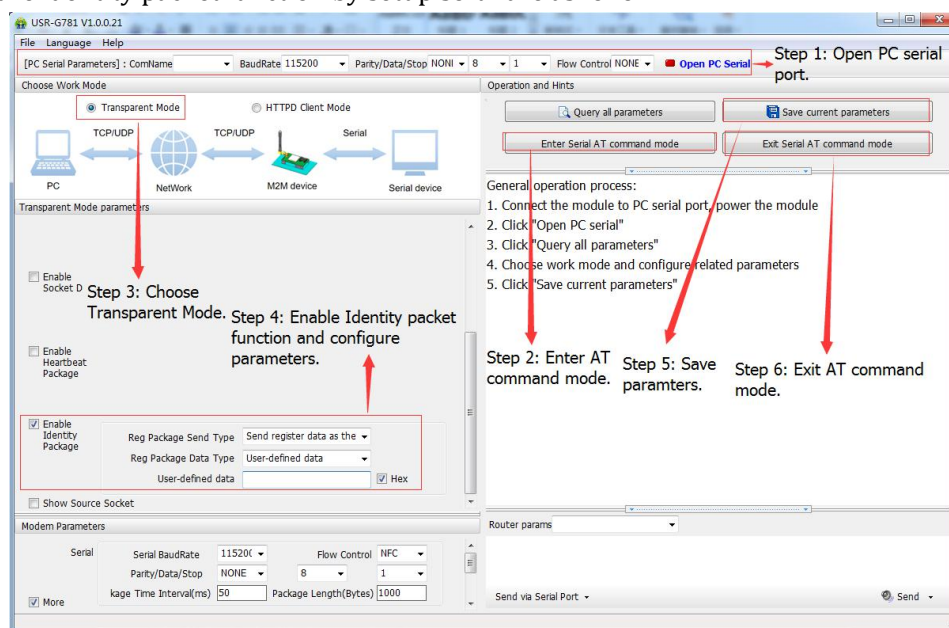 USR-G781 V1.0.0.21
File Language Help
[PC Serial Parameters] : ComName BaudRate 115200 Parity/Data/Stop NONI 8 1 Flow Control NONE Open PC Serial
Step 1: Open PC serial
port.
Choose Work Mode
Transparent Mode HTTPD Client Mode
TCP/UDP TCP/UDP Serial
PC NetWork M2M device Serial device
Operation and Hints
Query all parameters Save current parameters
Enter Serial AT command mode Exit Serial AT command mode
General operation process:
1. Connect the module to PC serial port, power the module
2. Click "Open PC serial"
3. Click "Query all parameters"
4. Choose work mode and configure related parameters
5. Click "Save current parameters"
Transparent Mode parameters
Enable
Socket D
Step 3: Choose
Transparent Mode.
Step 4: Enable Identity packet
function and configure
parameters.
Enable
Heartbeat
Package
Step 2: Enter AT
command mode.
Step 5: Save
paramters.
Step 6: Exit AT command
mode.
Enable
Identity
Package
Reg Package Send Type Send register data as the
Reg Package Data Type User-defined data
User-defined data Hex
Show Source Socket
Modem Parameters
Serial Serial BaudRate 11520( Flow Control NFC
Parity/Data/Stop NONE 8 1
More kage Time Interval(ms) 50 Package Length(Bytes) 1000
Router params
Send via Serial Port Send